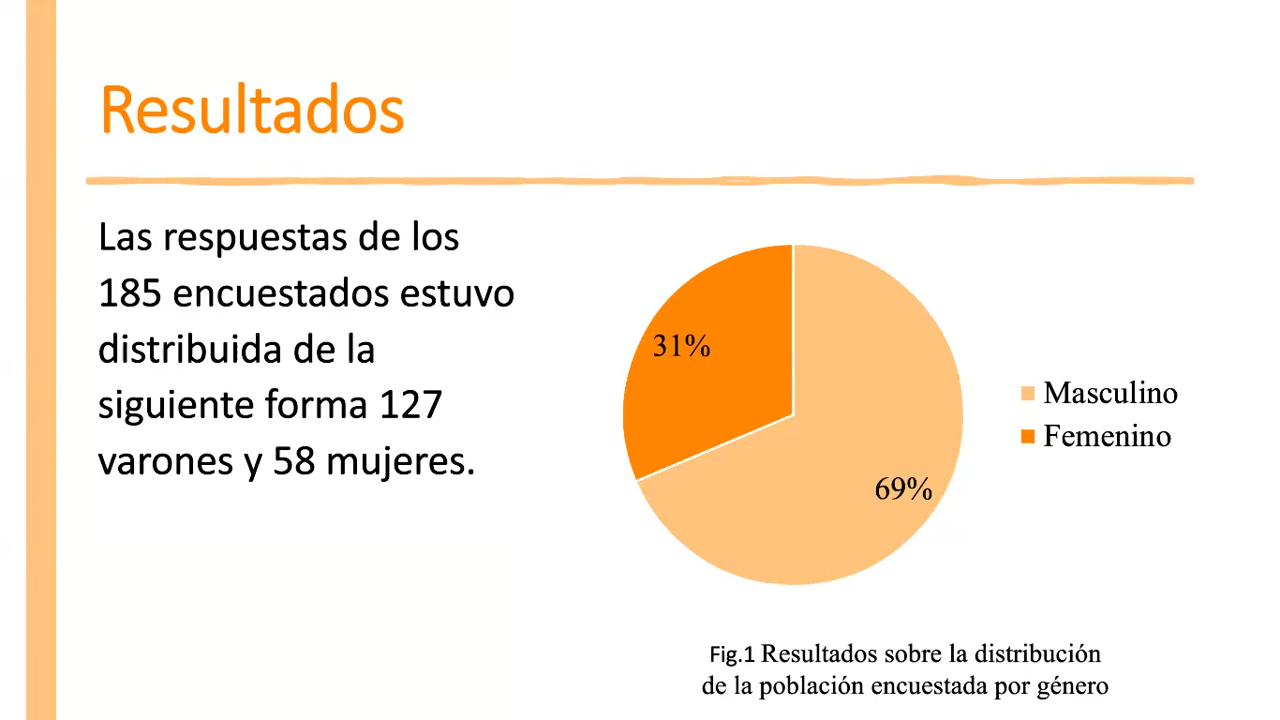 Resultados
Las respuestas de los
185 encuestados estuvo
distribuida de la
siguiente forma 127
varones y 58 mujeres.
31%
69%
Masculino
Femenino
Fig.1 Resultados sobre la distribución
de la población encuestada por género